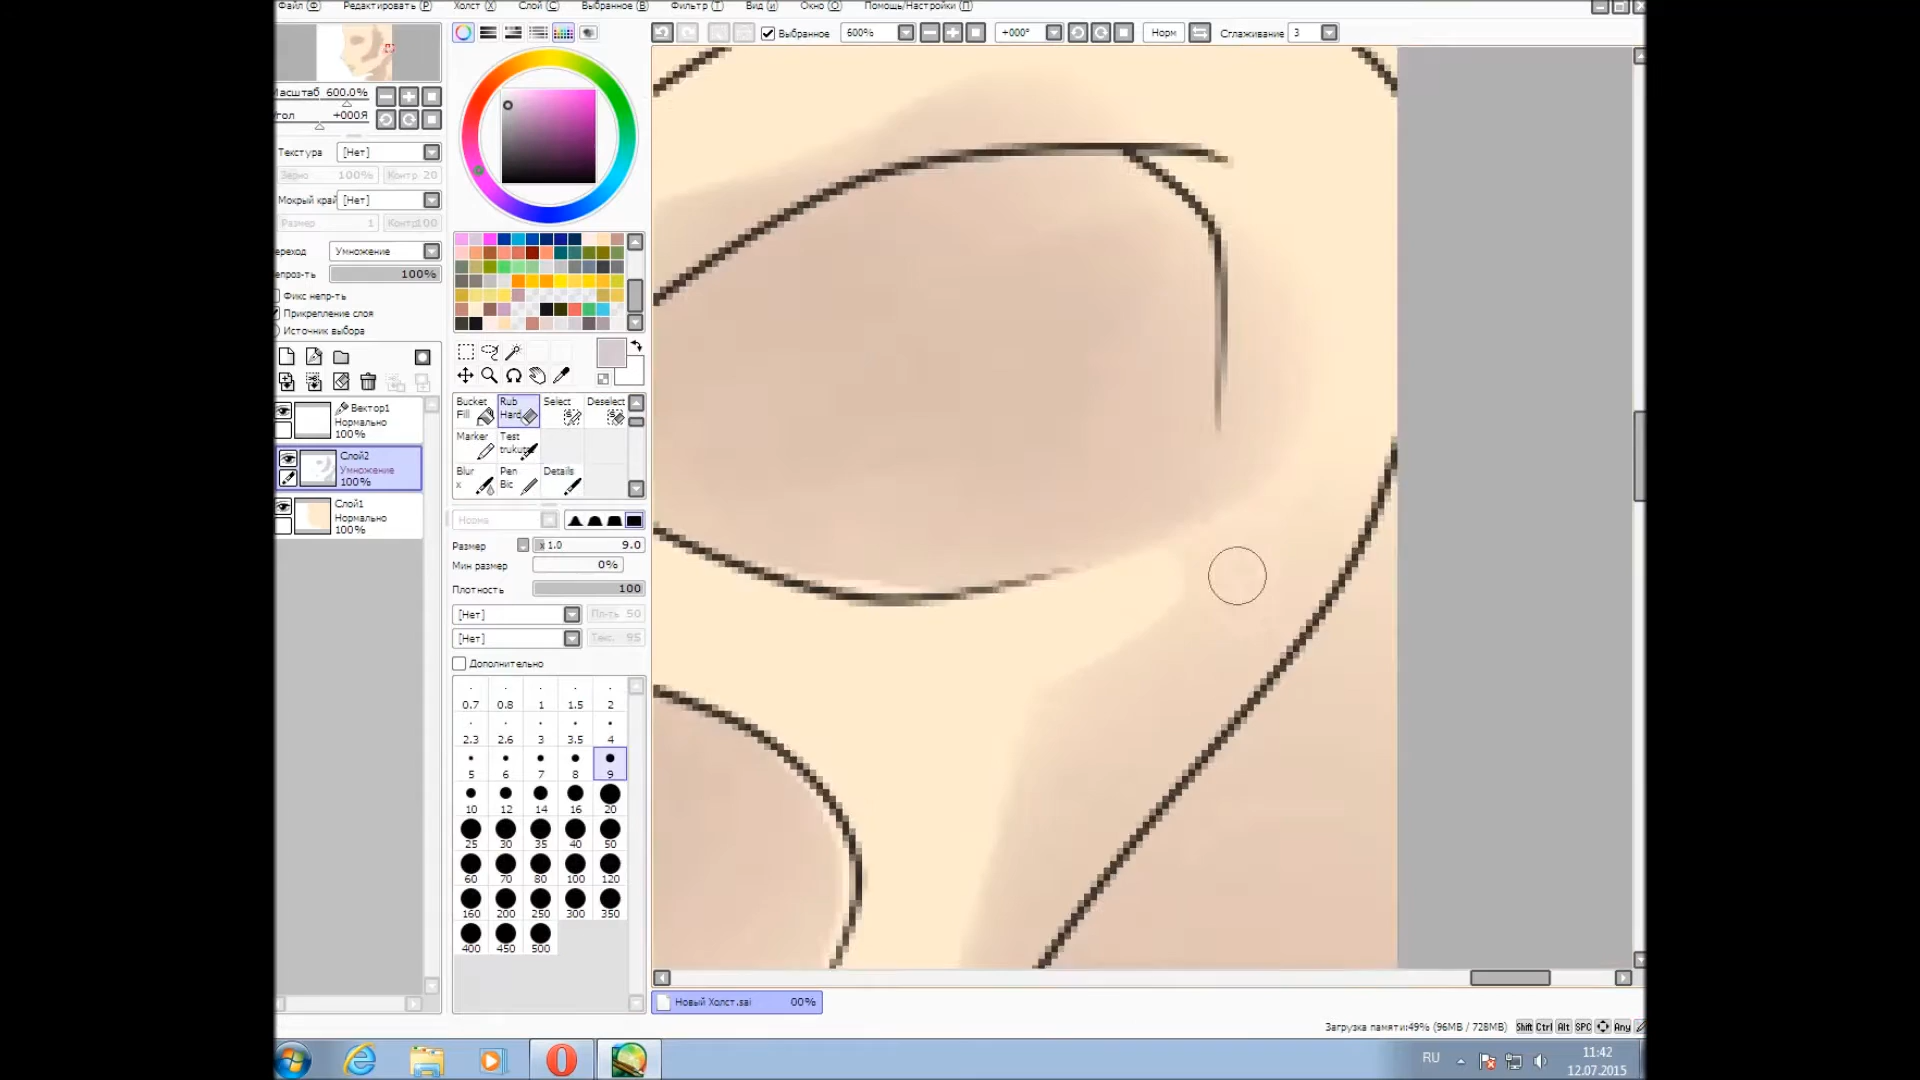 Файл (Ф) Редактировать (Р) Холст (Х) Слой (С) Выбранное (В) Фильтр (Т) Вид (И) Окно (О) Помощь/Настройки (П)
Выбранное 600% +000° Норм Сглаживание 3
Масштаб 600.0%
Угол +000Я
Текстура [Нет]
Зерно 100% Контр 20
Мокрый край [Нет]
Размер 1 Контр 100
ереход Умножение
епроз-ть 100%
Фикс непр-ть
Прикрепление слоя
Источник выбора
Вектор1
Нормально
100%
Слой2
Умножение
100%
Слой1
Нормально
100%
Bucket Fill
Rub Hard
Select
Deselect
Marker
Test trukut
Blur x
Pen Bic
Details
Норма
Размер x 1.0 9.0
Мин размер 0%
Плотность 100
[Нет] Пл-ть 50
[Нет] Текс. 95
Дополнительно
0.7 0.8 1 1.5 2
2.3 2.6 3 3.5 4
5 6 7 8 9
10 12 14 16 20
25 30 35 40 50
60 70 80 100 120
160 200 250 300 350
400 450 500
Новый Холст.sai 00%
Загрузка памяти:49% (96MB / 728MB) Shift Ctrl Alt SPC Any
RU
11:42
12.07.2015